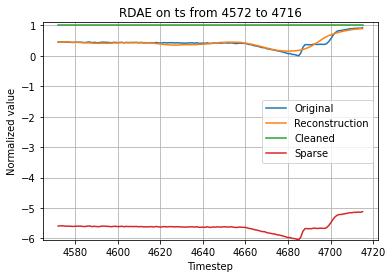 RDAE on ts from 4572 to 4716
1
0
−1
−2
−3
−4
−5
−6
Normalized value
Original
Reconstruction
Cleaned
Sparse
4580 4600 4620 4640 4660 4680 4700 4720
Timestep